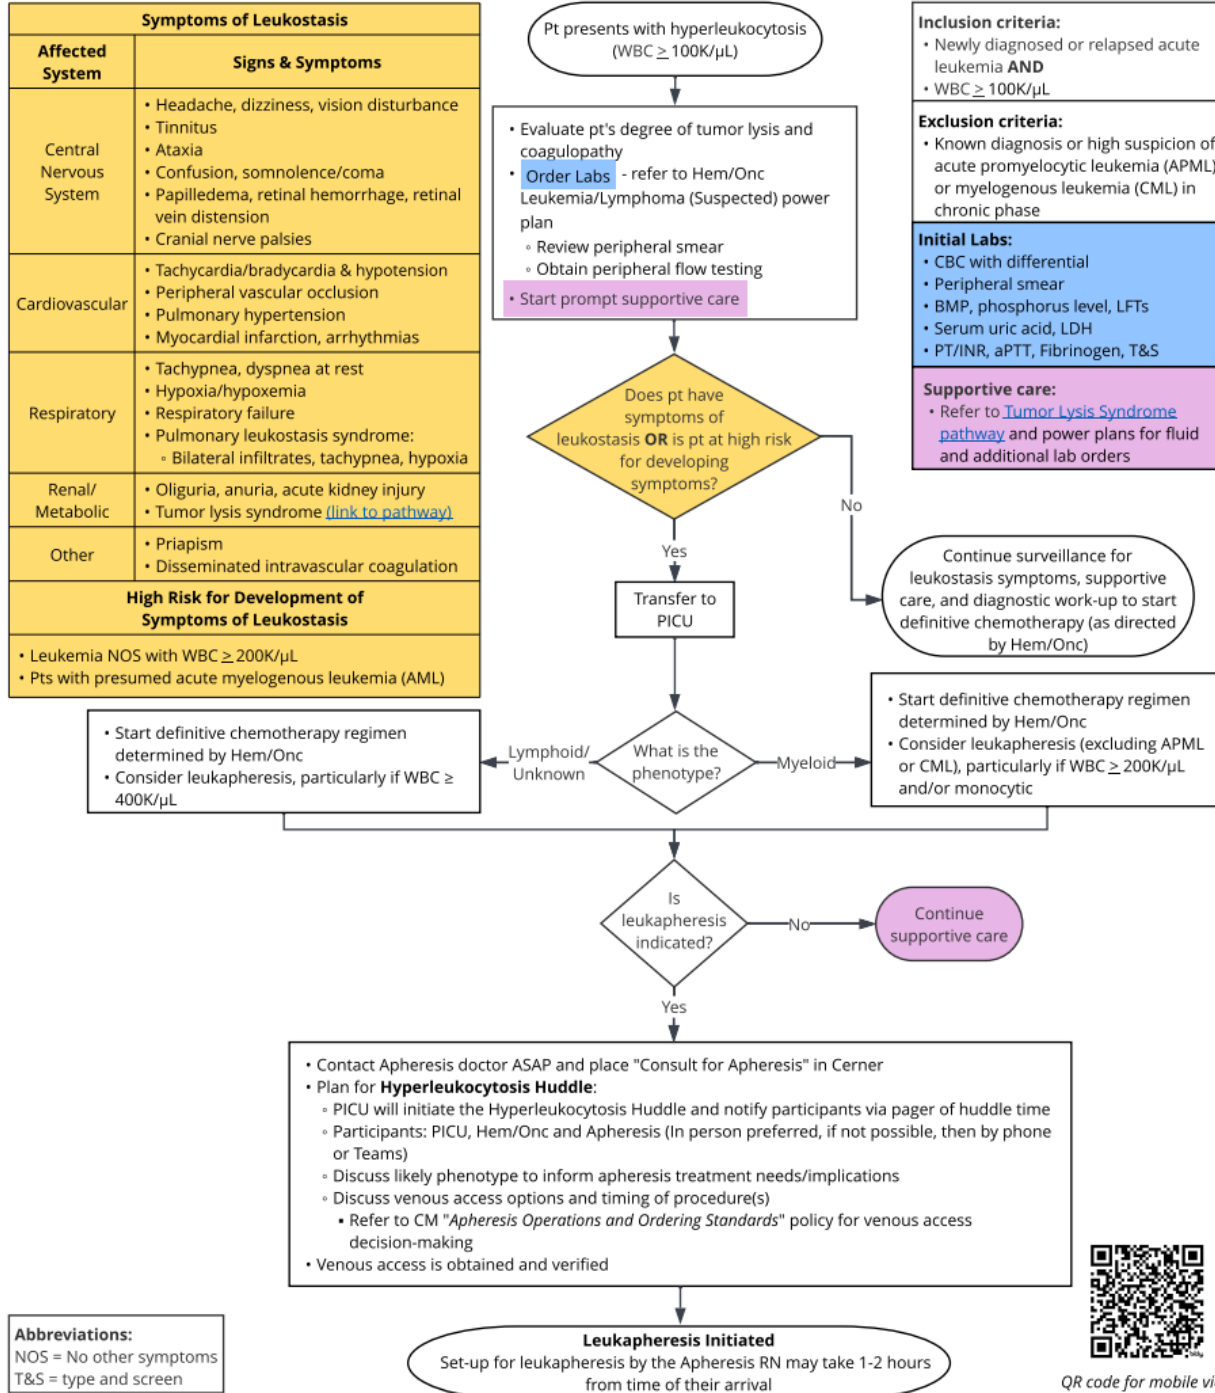 Symptoms of Leukostasis
Affected
System
Signs & Symptoms
Central
Nervous
System
• Headache, dizziness, vision disturbance
• Tinnitus
• Ataxia
• Confusion, somnolence/coma
• Papilledema, retinal hemorrhage, retinal
vein distension
• Cranial nerve palsies
Cardiovascular
• Tachycardia/bradycardia & hypotension
• Peripheral vascular occlusion
• Pulmonary hypertension
• Myocardial infarction, arrhythmias
Respiratory
• Tachypnea, dyspnea at rest
• Hypoxia/hypoxemia
• Respiratory failure
• Pulmonary leukostasis syndrome:
◦ Bilateral infiltrates, tachypnea, hypoxia
Renal/
Metabolic
• Oliguria, anuria, acute kidney injury
• Tumor lysis syndrome (link to pathway)
Other
• Priapism
• Disseminated intravascular coagulation
High Risk for Development of
Symptoms of Leukostasis
• Leukemia NOS with WBC ≥ 200K/µL
• Pts with presumed acute myelogenous leukemia (AML)
Pt presents with hyperleukocytosis
(WBC ≥ 100K/µL)
• Evaluate pt's degree of tumor lysis and
coagulopathy
• Order Labs - refer to Hem/Onc
Leukemia/Lymphoma (Suspected) power
plan
◦ Review peripheral smear
◦ Obtain peripheral flow testing
• Start prompt supportive care
Inclusion criteria:
• Newly diagnosed or relapsed acute
leukemia AND
• WBC ≥ 100K/µL
Exclusion criteria:
• Known diagnosis or high suspicion of
acute promyelocytic leukemia (APML)
or myelogenous leukemia (CML) in
chronic phase
Initial Labs:
• CBC with differential
• Peripheral smear
• BMP, phosphorus level, LFTs
• Serum uric acid, LDH
• PT/INR, aPTT, Fibrinogen, T&S
Supportive care:
• Refer to Tumor Lysis Syndrome
pathway and power plans for fluid
and additional lab orders
Does pt have
symptoms of
leukostasis OR is pt at high risk
for developing
symptoms?
No
Yes
Continue surveillance for
leukostasis symptoms, supportive
care, and diagnostic work-up to start
definitive chemotherapy (as directed
by Hem/Onc)
Transfer to
PICU
What is the
phenotype?
Lymphoid/
Unknown
Myeloid
• Start definitive chemotherapy regimen
determined by Hem/Onc
• Consider leukapheresis, particularly if WBC ≥
400K/µL
• Start definitive chemotherapy regimen
determined by Hem/Onc
• Consider leukapheresis (excluding APML
or CML), particularly if WBC ≥ 200K/µL
and/or monocytic
Is
leukapheresis
indicated?
No
Continue
supportive care
Yes
• Contact Apheresis doctor ASAP and place "Consult for Apheresis" in Cerner
• Plan for Hyperleukocytosis Huddle:
◦ PICU will initiate the Hyperleukocytosis Huddle and notify participants via pager of huddle time
◦ Participants: PICU, Hem/Onc and Apheresis (In person preferred, if not possible, then by phone
or Teams)
◦ Discuss likely phenotype to inform apheresis treatment needs/implications
◦ Discuss venous access options and timing of procedure(s)
▪ Refer to CM "Apheresis Operations and Ordering Standards" policy for venous access
decision-making
• Venous access is obtained and verified
Leukapheresis Initiated
Set-up for leukapheresis by the Apheresis RN may take 1-2 hours
from time of their arrival
Abbreviations:
NOS = No other symptoms
T&S = type and screen
QR code for mobile vi